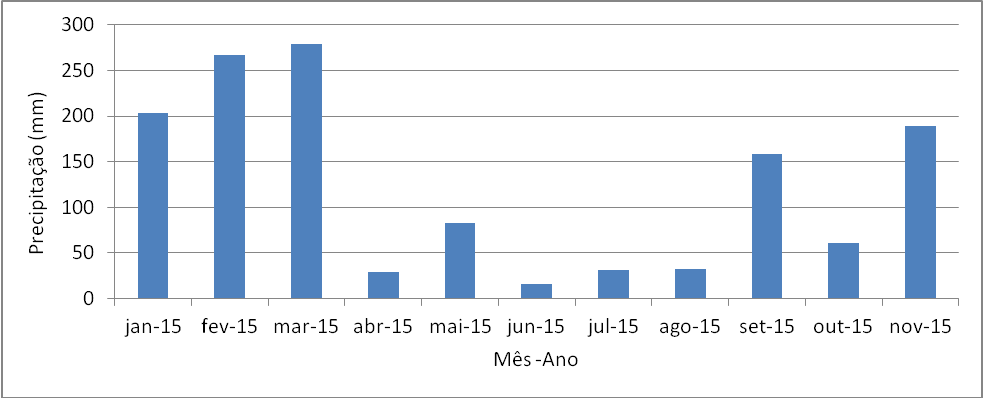 300
250
200
150
100
50
0
Precipitação (mm)
jan-15 fev-15 mar-15 abr-15 mai-15 jun-15 jul-15 ago-15 set-15 out-15 nov-15
Mês -Ano